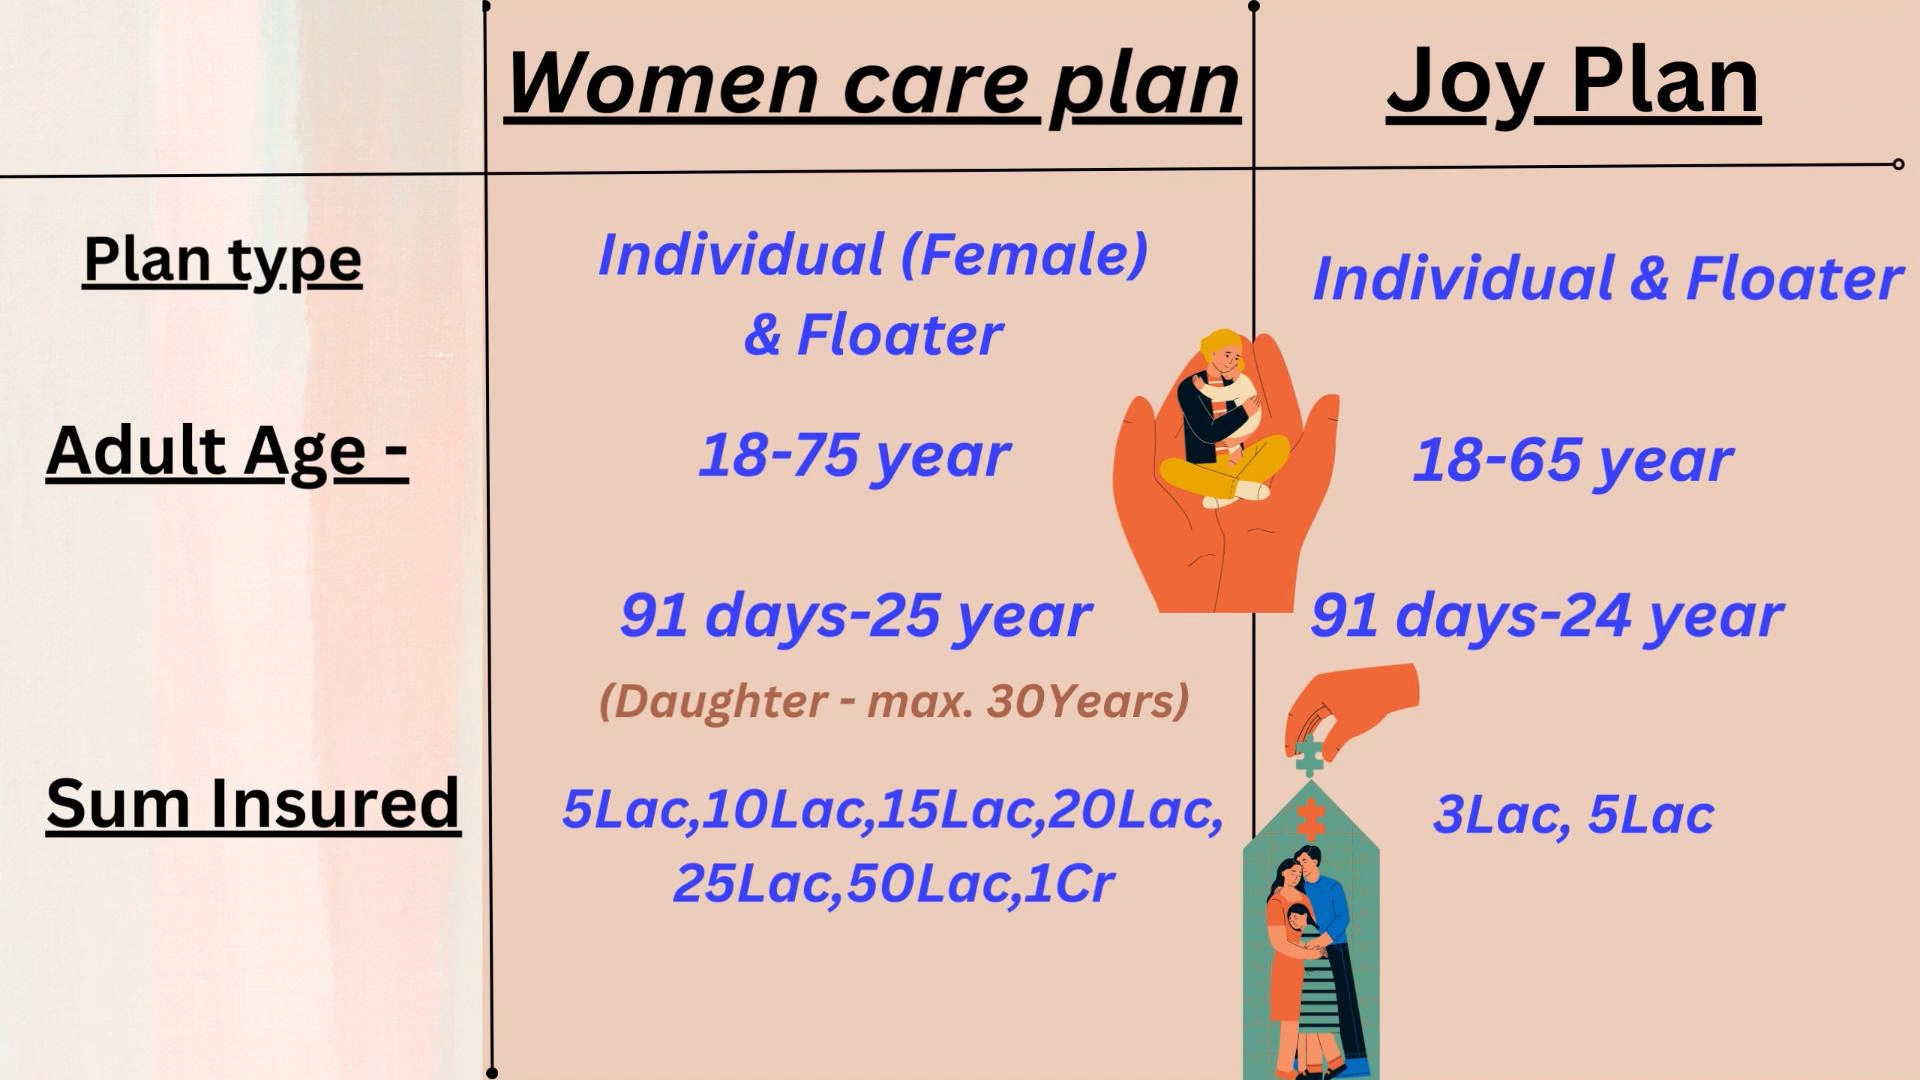 Women care plan
Joy Plan
Plan type
Individual (Female)
& Floater
Individual & Floater
Adult Age -
18-75 year
18-65 year
91 days-25 year
91 days-24 year
(Daughter - max. 30Years)
Sum Insured
5Lac,10Lac,15Lac,20Lac,
25Lac,50Lac,1Cr
3Lac, 5Lac